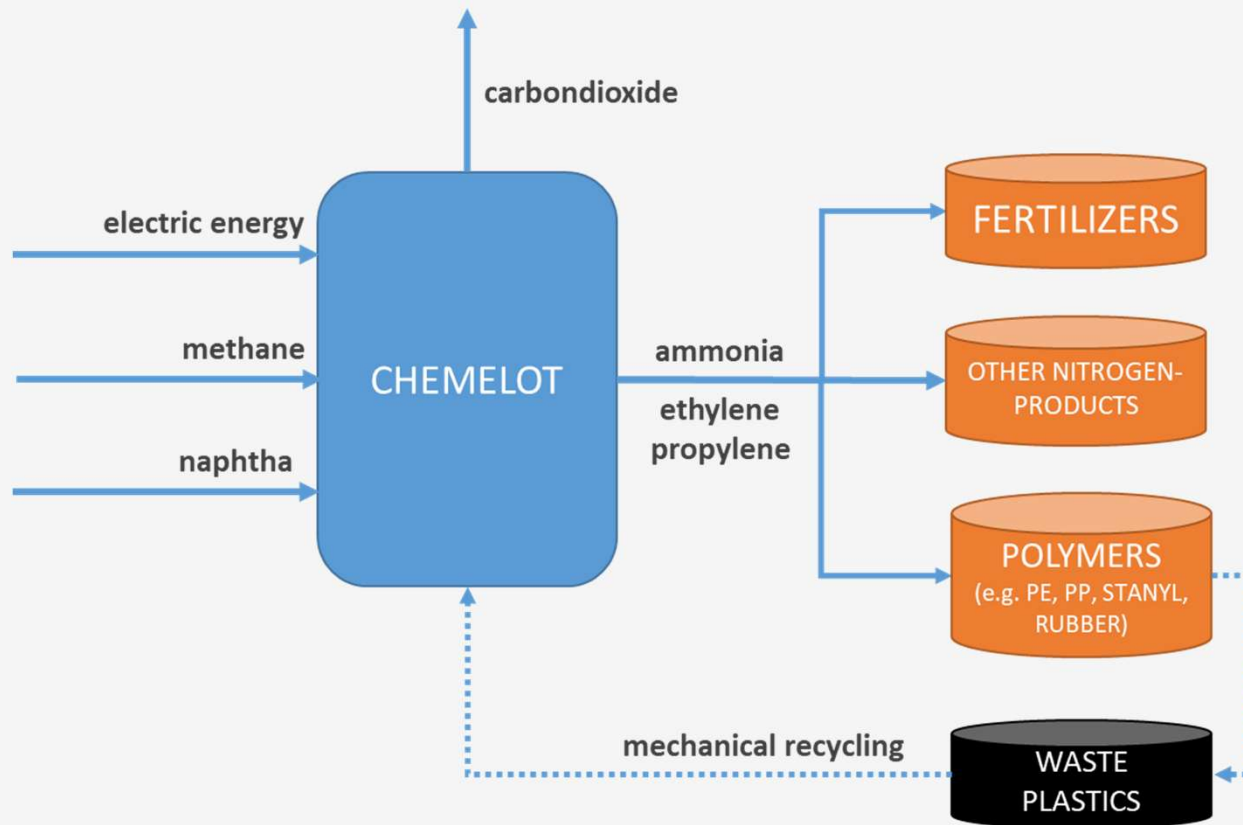 carbondioxide
electric energy
methane
naphtha
CHEMELOT
ammonia
ethylene
propylene
FERTILIZERS
OTHER NITROGEN-
PRODUCTS
POLYMERS
(e.g. PE, PP, STANYL,
RUBBER)
mechanical recycling
WASTE
PLASTICS